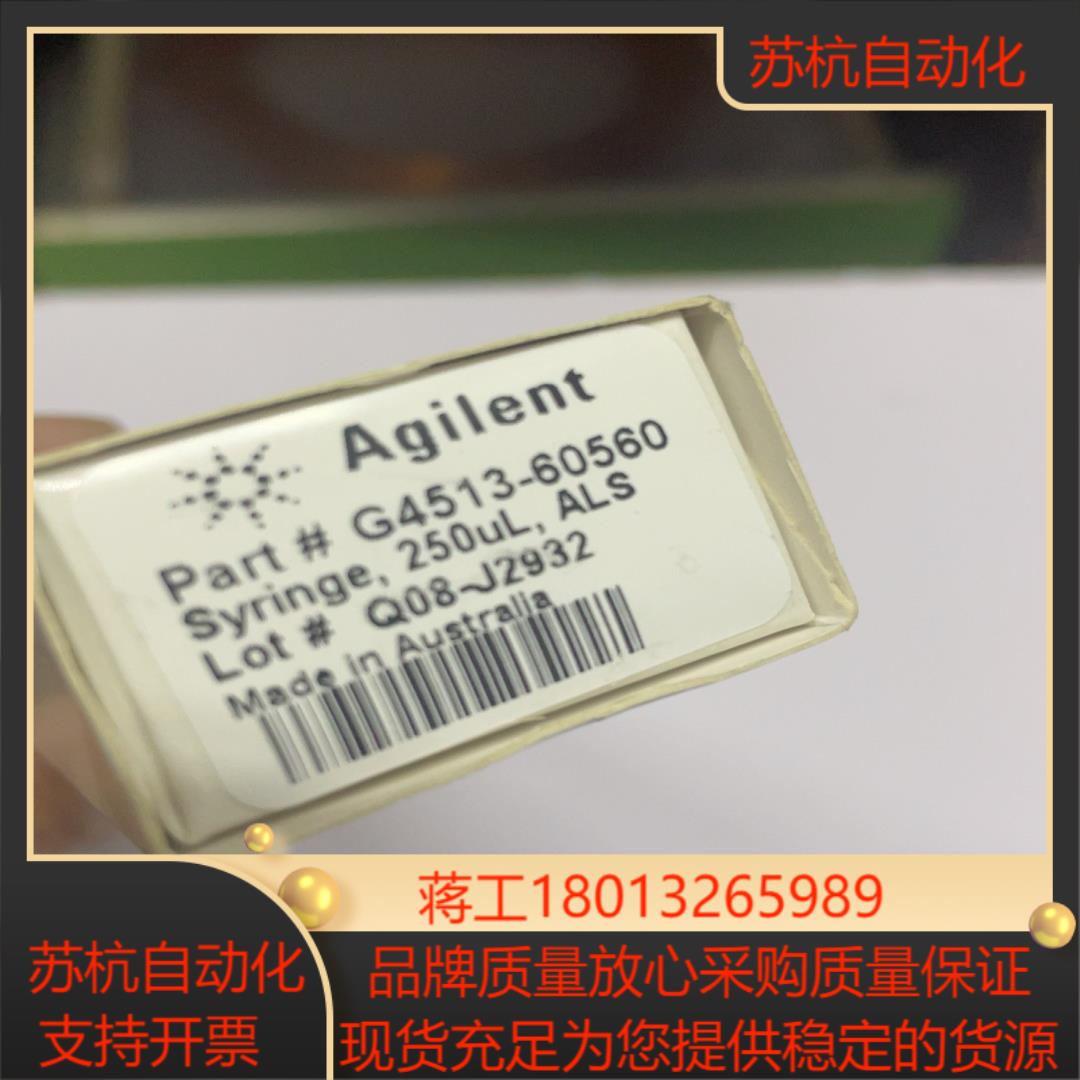 苏杭自动化
Agilent
Part # G4513-60560
Syringe, 250uL, ALS
Lot # Q08-J2932
Made in Australia
蒋工18013265989
苏杭自动化
支持开票
品牌质量放心采购质量保证
现货充足为您提供稳定的货源